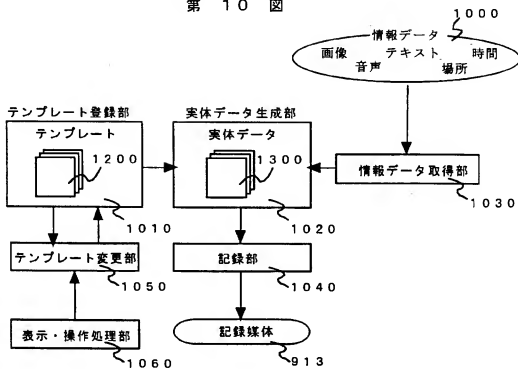 第 10 図
1000
情報データ
画像 テキスト 時間
音声 場所
テンプレート登録部
テンプレート
1200
1010
実体データ生成部
実体データ
1300
1020
情報データ取得部
1030
テンプレート変更部
1050
記録部
1040
表示・操作処理部
1060
記録媒体
913